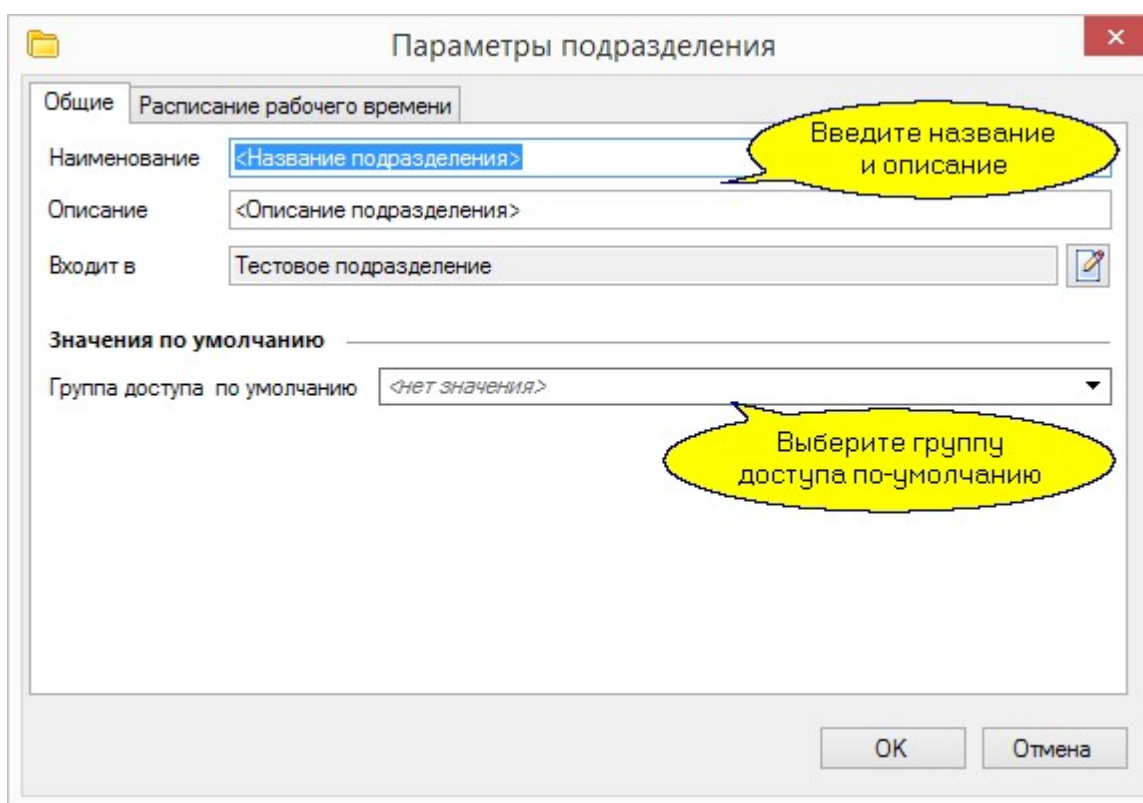 Параметры подразделения
Общие
Расписание рабочего времени
Введите название
и описание
Наименование
<Название подразделения>
Описание
<Описание подразделения>
Входит в
Тестовое подразделение
Значения по умолчанию
Группа доступа по умолчанию
<нет значения>
Выберите группу
доступа по-умолчанию
ОК
Отмена